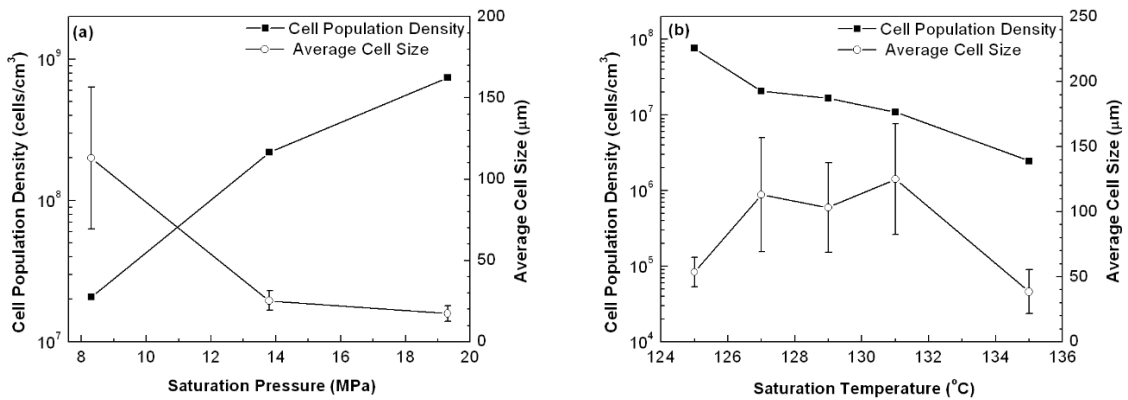 (a)
Cell Population Density
Average Cell Size
Cell Population Density (cells/cm³)
10⁹
10⁸
10⁷
200
150
100
50
0
Average Cell Size (μm)
8 10 12 14 16 18 20
Saturation Pressure (MPa)
(b)
Cell Population Density
Average Cell Size
Cell Population Density (cells/cm³)
10⁸
10⁷
10⁶
10⁵
10⁴
250
200
150
100
50
0
Average Cell Size (μm)
124 126 128 130 132 134 136
Saturation Temperature (°C)